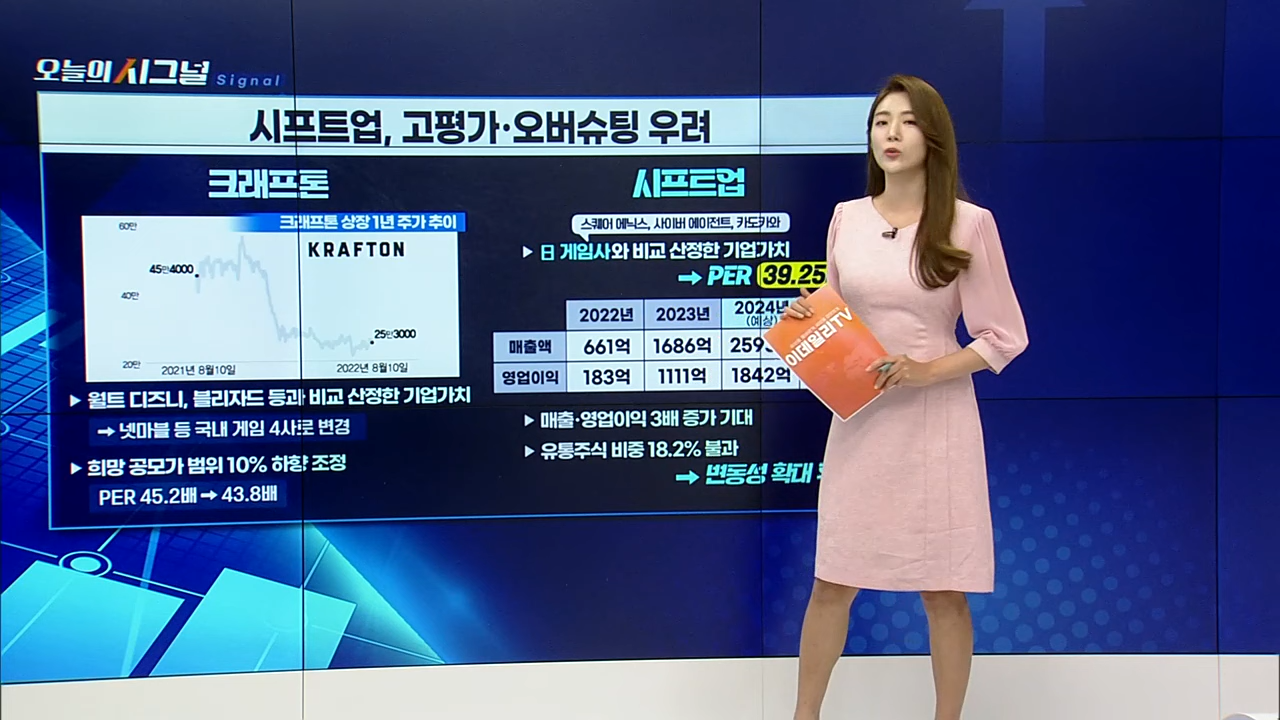 오늘의 시그널 Signal
시프트업, 고평가·오버슈팅 우려
크래프톤
크래프톤 상장 1년 주가 추이
KRAFTON
60만
45만4000
40만
25만3000
20만
2021년 8월10일 2022년 8월10일
▶ 월트 디즈니, 블리자드 등과 비교 산정한 기업가치
➡ 넷마블 등 국내 게임 4사로 변경
▶ 희망 공모가 범위 10% 하향 조정
PER 45.2배 ➡ 43.8배
시프트업
스퀘어 에닉스, 사이버 에이전트, 카도카와
▶ 日 게임사와 비교 산정한 기업가치
➡ PER 39.25
2022년 2023년 2024년
(예상)
매출액 661억 1686억
영업이익 183억 1111억 1842억
▶ 매출·영업이익 3배 증가 기대
▶ 유통주식 비중 18.2% 불과
➡ 변동성 확대
이데일리TV